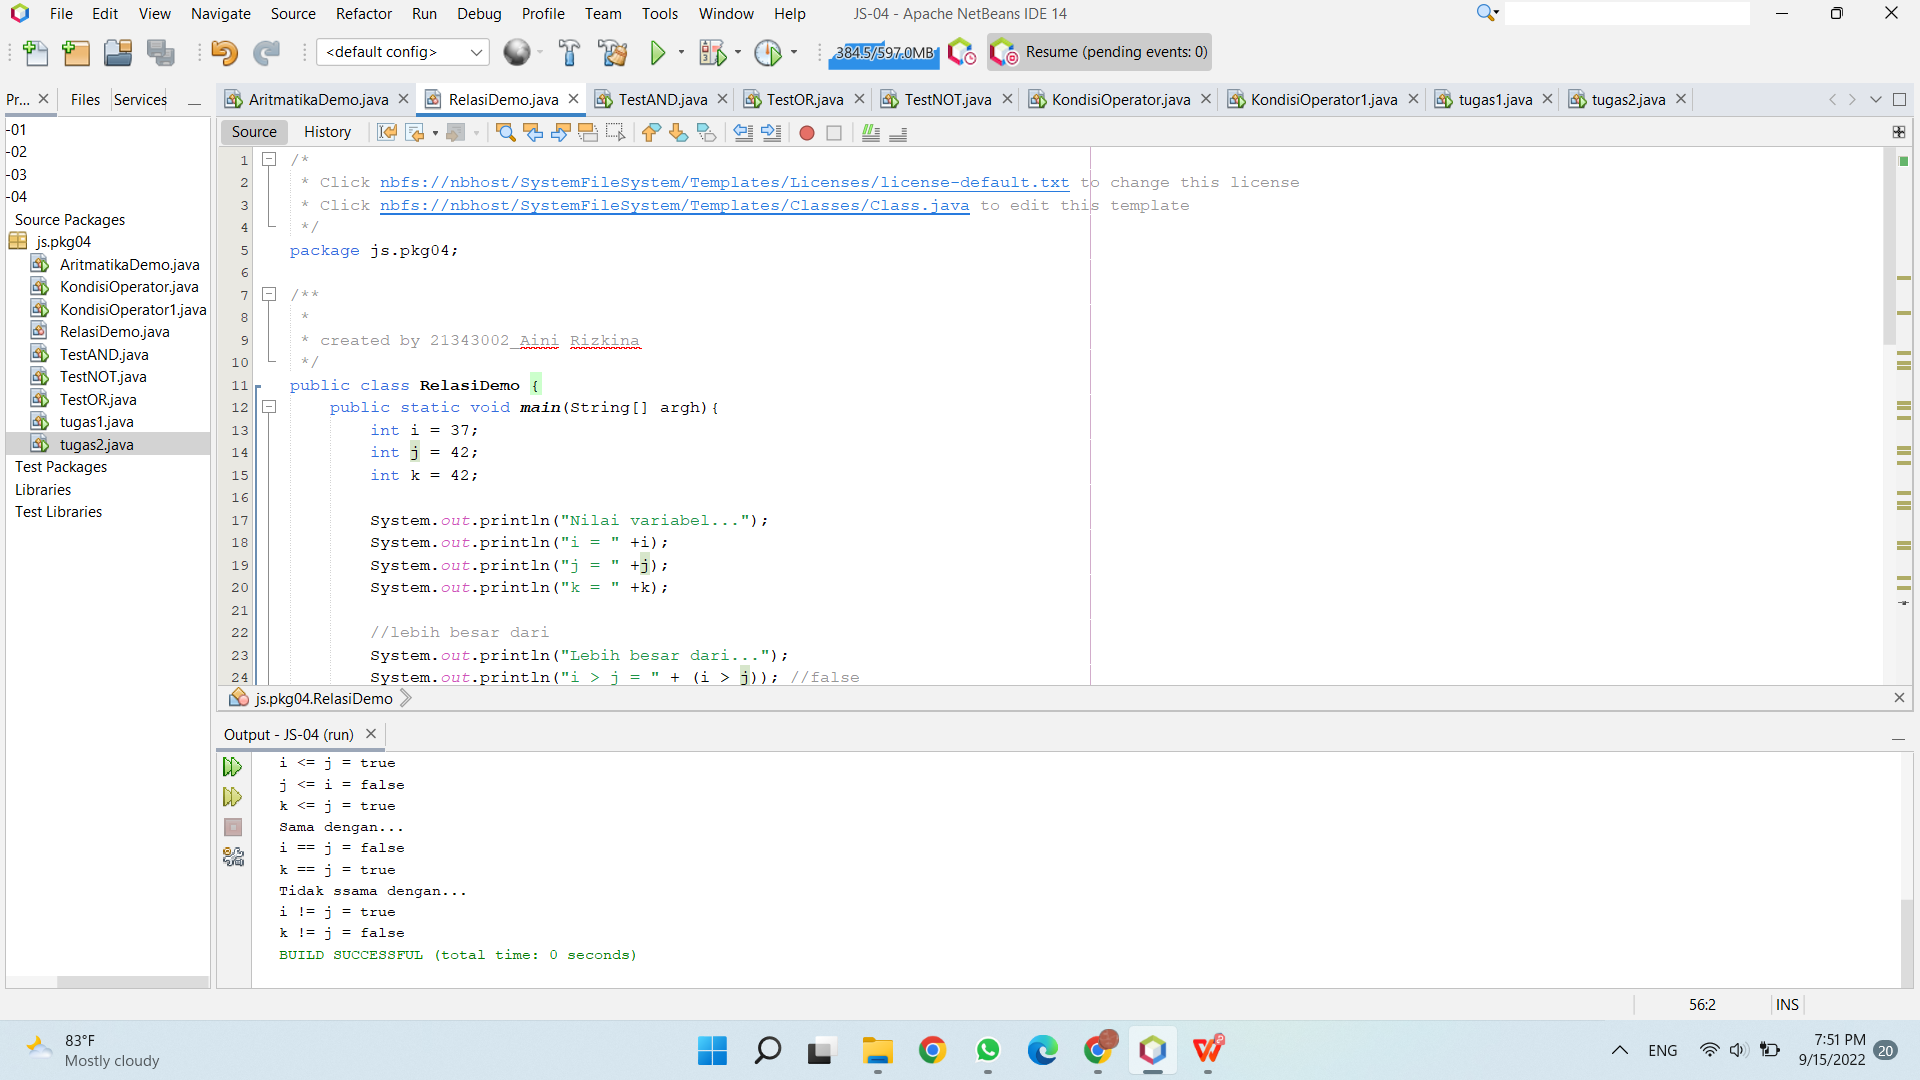 File Edit View Navigate Source Refactor Run Debug Profile Team Tools Window Help JS-04 - Apache NetBeans IDE 14
<default config> 384.5/597.0MB Resume (pending events: 0)
Pr... Files Services
AritmatikaDemo.java RelasiDemo.java TestAND.java TestOR.java TestNOT.java KondisiOperator.java KondisiOperator1.java tugas1.java tugas2.java
-01
-02
-03
-04
Source Packages
js.pkg04
AritmatikaDemo.java
KondisiOperator.java
KondisiOperator1.java
RelasiDemo.java
TestAND.java
TestNOT.java
TestOR.java
tugas1.java
tugas2.java
Test Packages
Libraries
Test Libraries
Source History
1 /*
2 * Click nbfs://nbhost/SystemFileSystem/Templates/Licenses/license-default.txt to change this license
3 * Click nbfs://nbhost/SystemFileSystem/Templates/Classes/Class.java to edit this template
4 */
5 package js.pkg04;
6
7 /**
8 *
9 * created by 21343002_Aini Rizkina
10 */
11 public class RelasiDemo {
12 public static void main(String[] argh){
13 int i = 37;
14 int j = 42;
15 int k = 42;
16
17 System.out.println("Nilai variabel...");
18 System.out.println("i = " +i);
19 System.out.println("j = " +j);
20 System.out.println("k = " +k);
21
22 //lebih besar dari
23 System.out.println("Lebih besar dari...");
24 System.out.println("i > j = " + (i > j)); //false
js.pkg04.RelasiDemo
Output - JS-04 (run)
i <= j = true
j <= i = false
k <= j = true
Sama dengan...
i == j = false
k == j = true
Tidak ssama dengan...
i != j = true
k != j = false
BUILD SUCCESSFUL (total time: 0 seconds)
56:2 INS
83°F
Mostly cloudy
ENG
7:51 PM
9/15/2022
20